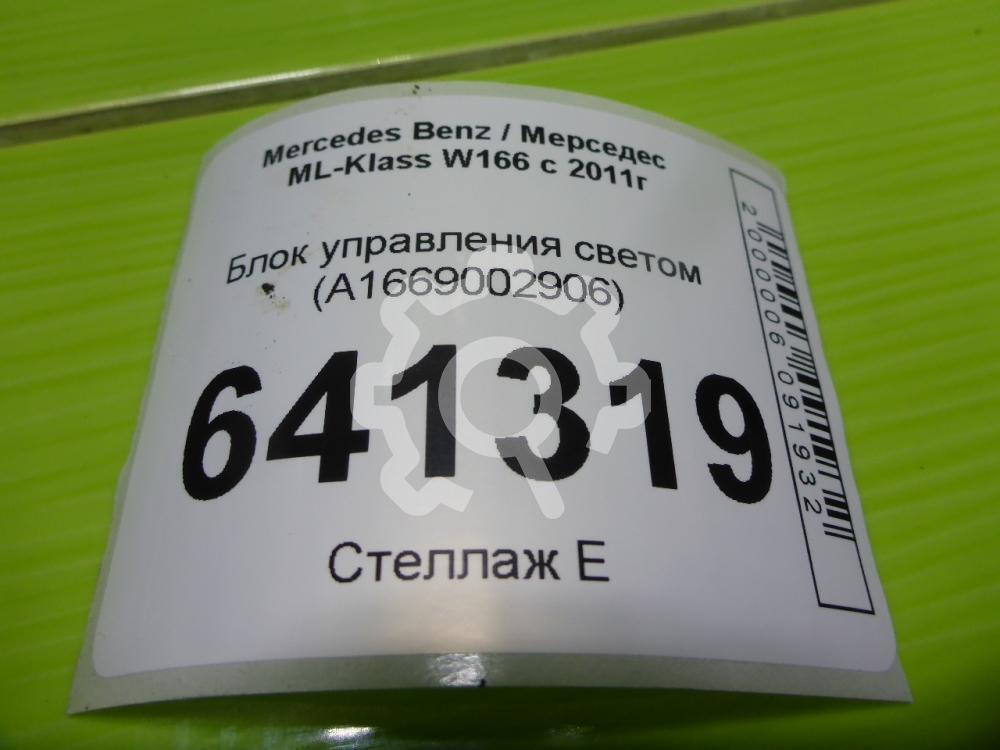 Mercedes Benz / Мерседес
ML-Klass W166 с 2011г
Блок управления светом
(A1669002906)
641319
Стеллаж Е
2000006091932